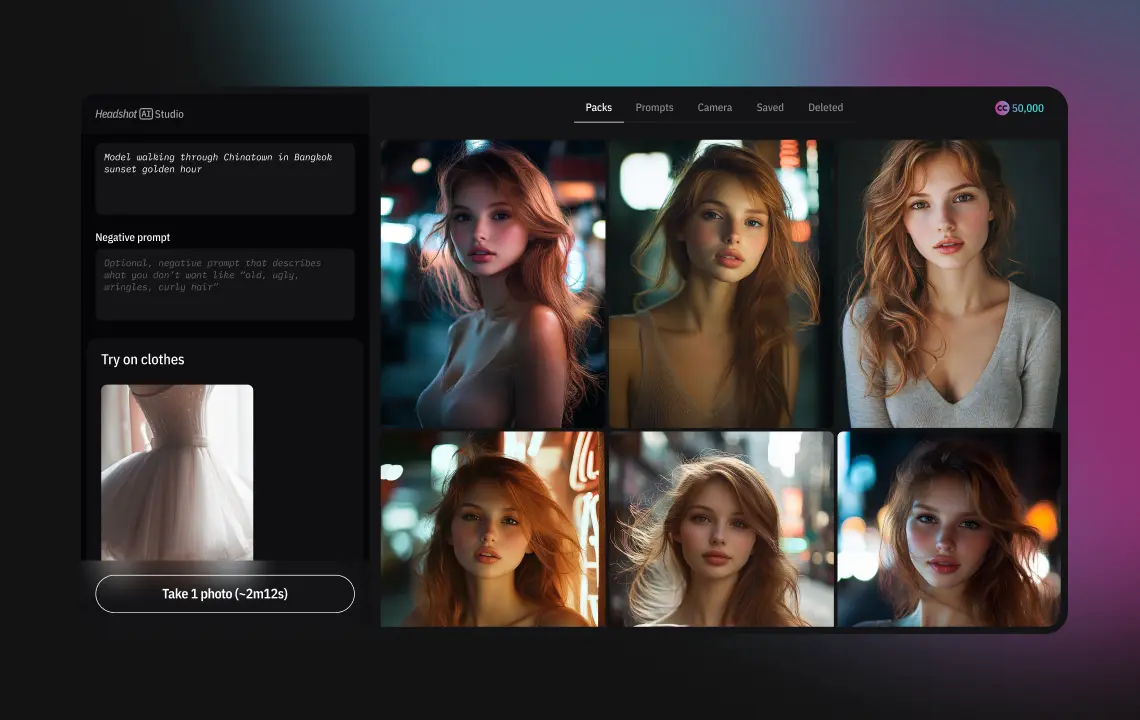 Headshot AI Studio
Packs
Prompts
Camera
Saved
Deleted
CC 50,000
Model walking through Chinatown in Bangkok
sunset golden hour
Negative prompt
Optional, negative prompt that describes
what you don't want like "old, ugly,
wringles, curly hair"
Try on clothes
Take 1 photo (~2m12s)